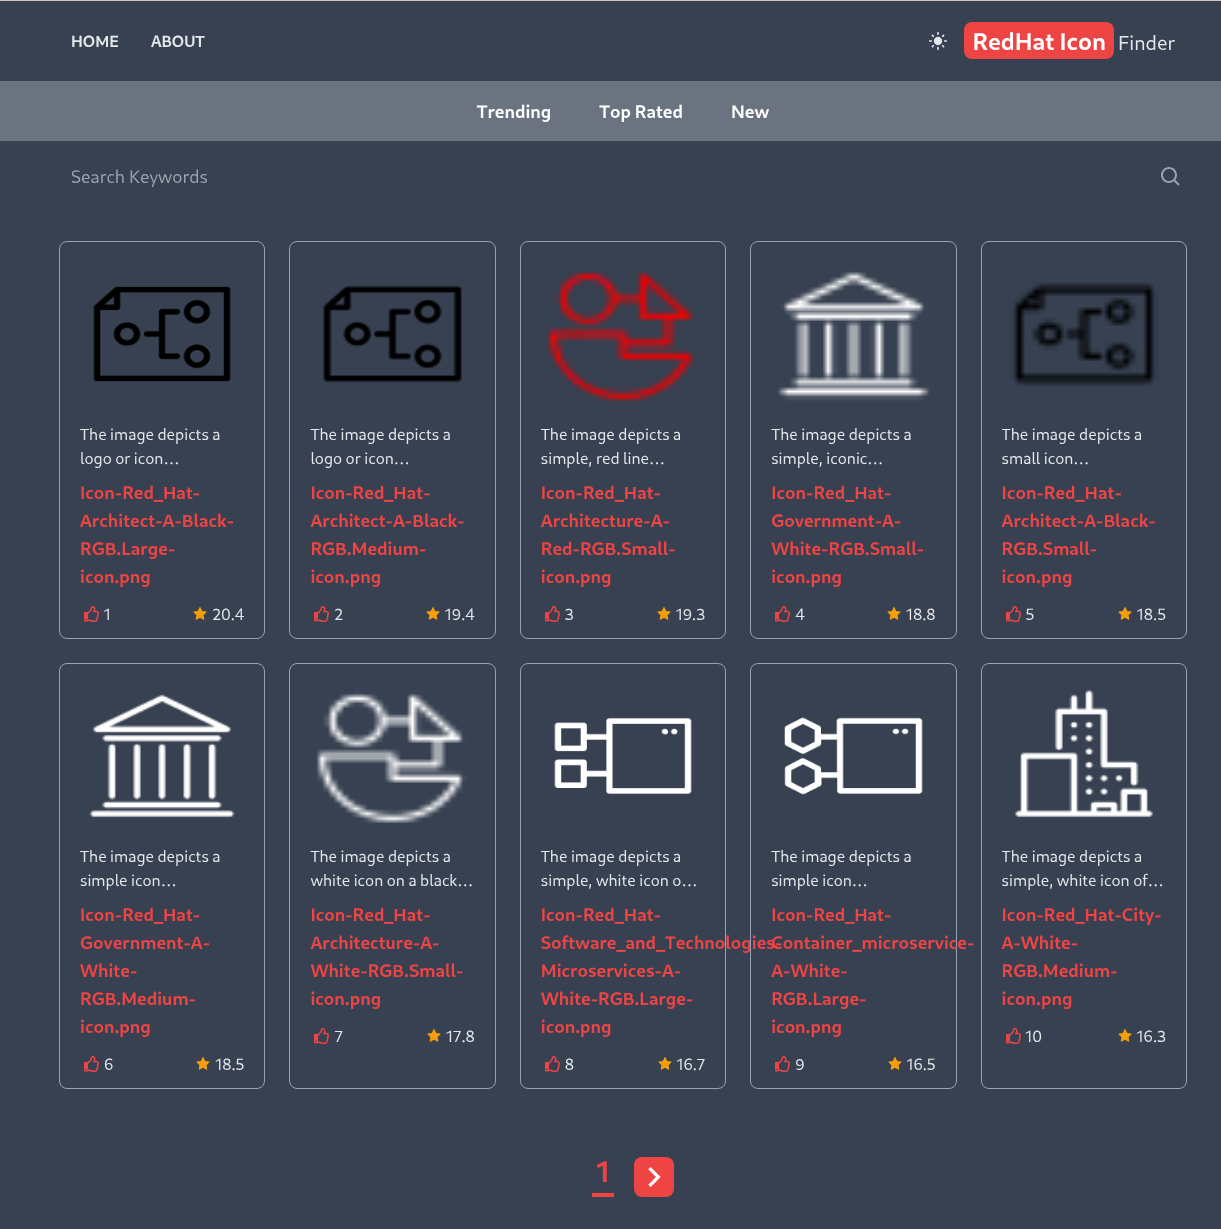 HOME ABOUT RedHat Icon Finder
Trending Top Rated New
Search Keywords
The image depicts a
logo or icon...
Icon-Red_Hat-
Architect-A-Black-
RGB.Large-
icon.png
1 20.4
The image depicts a
logo or icon...
Icon-Red_Hat-
Architect-A-Black-
RGB.Medium-
icon.png
2 19.4
The image depicts a
simple, red line...
Icon-Red_Hat-
Architecture-A-
Red-RGB.Small-
icon.png
3 19.3
The image depicts a
simple, iconic...
Icon-Red_Hat-
Government-A-
White-RGB.Small-
icon.png
4 18.8
The image depicts a
small icon...
Icon-Red_Hat-
Architect-A-Black-
RGB.Small-
icon.png
5 18.5
The image depicts a
simple icon...
Icon-Red_Hat-
Government-A-
White-
RGB.Medium-
icon.png
6 18.5
The image depicts a
white icon on a black...
Icon-Red_Hat-
Architecture-A-
White-RGB.Small-
icon.png
7 17.8
The image depicts a
simple, white icon o...
Icon-Red_Hat-
Software_and_Technologies-
Microservices-A-
White-RGB.Large-
icon.png
8 16.7
The image depicts a
simple icon...
Icon-Red_Hat-
Container_microservice-
A-White-
RGB.Large-
icon.png
9 16.5
The image depicts a
simple, white icon of...
Icon-Red_Hat-City-
A-White-
RGB.Medium-
icon.png
10 16.3
1